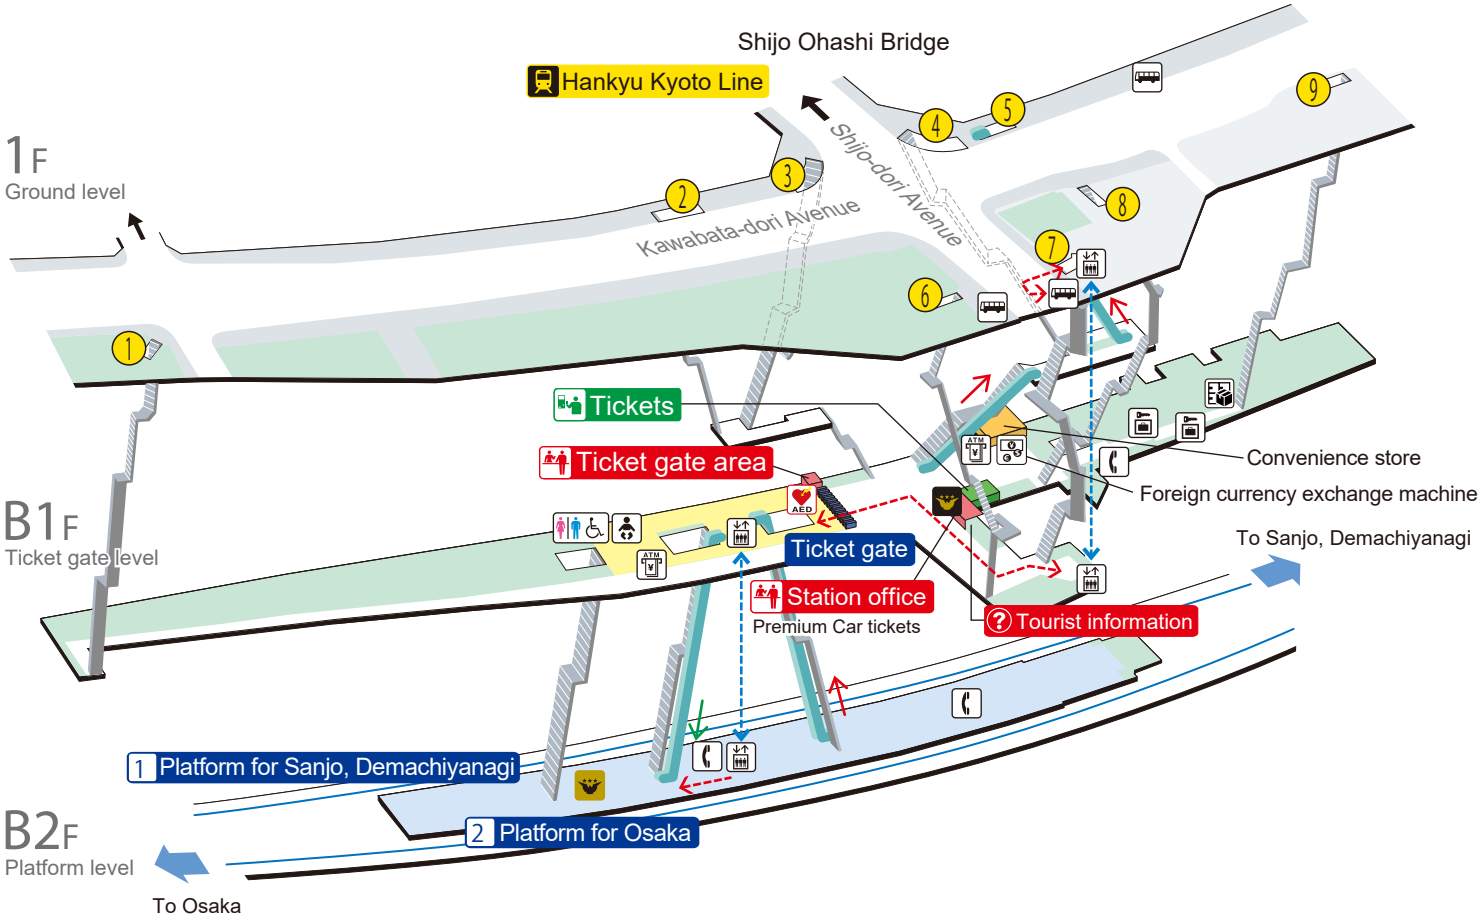 Shijo Ohashi Bridge
Hankyu Kyoto Line
1F
Ground level
Shijo-dori Avenue
Kawabata-dori Avenue
1
2
3
4
5
6
7
8
9
Tickets
Ticket gate area
ATM
¥
Convenience store
Foreign currency exchange machine
B1F
Ticket gate level
AED
ATM
¥
Ticket gate
To Sanjo, Demachiyanagi
Station office
Premium Car tickets
? Tourist information
1 Platform for Sanjo, Demachiyanagi
2 Platform for Osaka
B2F
Platform level
To Osaka